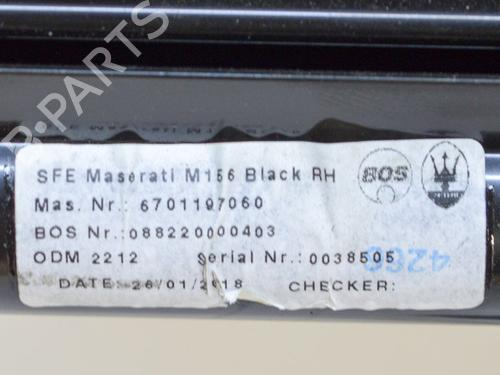 SFE Maserati M156 Black RH
BOS
Mas. Nr.: 6701197060
BOS Nr.:088220000403
ODM 2212 Serial Nr.:0038505
4260
DATE: 26/01/2018 CHECKER:
B-PARTS